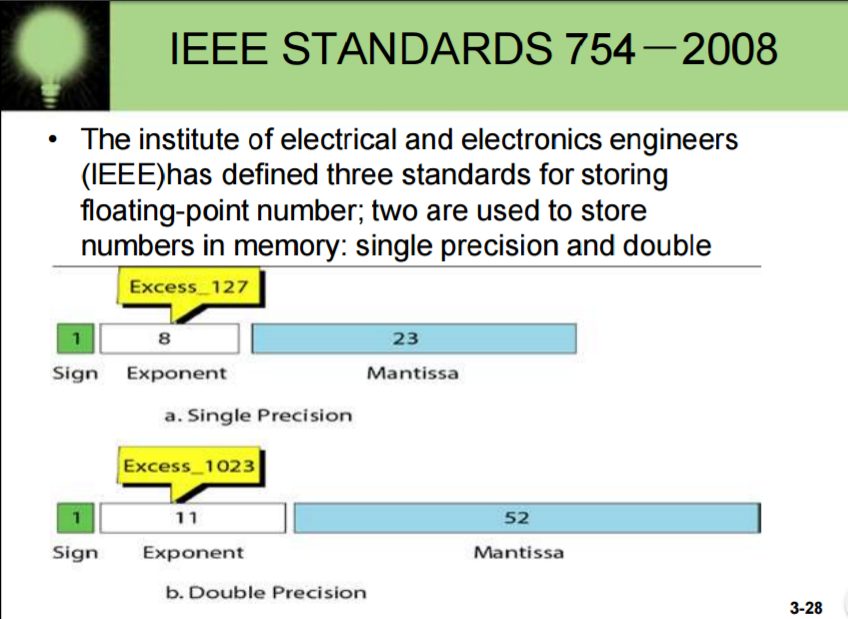 IEEE STANDARDS 754－2008
• The institute of electrical and electronics engineers
(IEEE)has defined three standards for storing
floating-point number; two are used to store
numbers in memory: single precision and double
Excess_127
1 8 23
Sign Exponent Mantissa
a. Single Precision
Excess_1023
1 11 52
Sign Exponent Mantissa
b. Double Precision
3-28